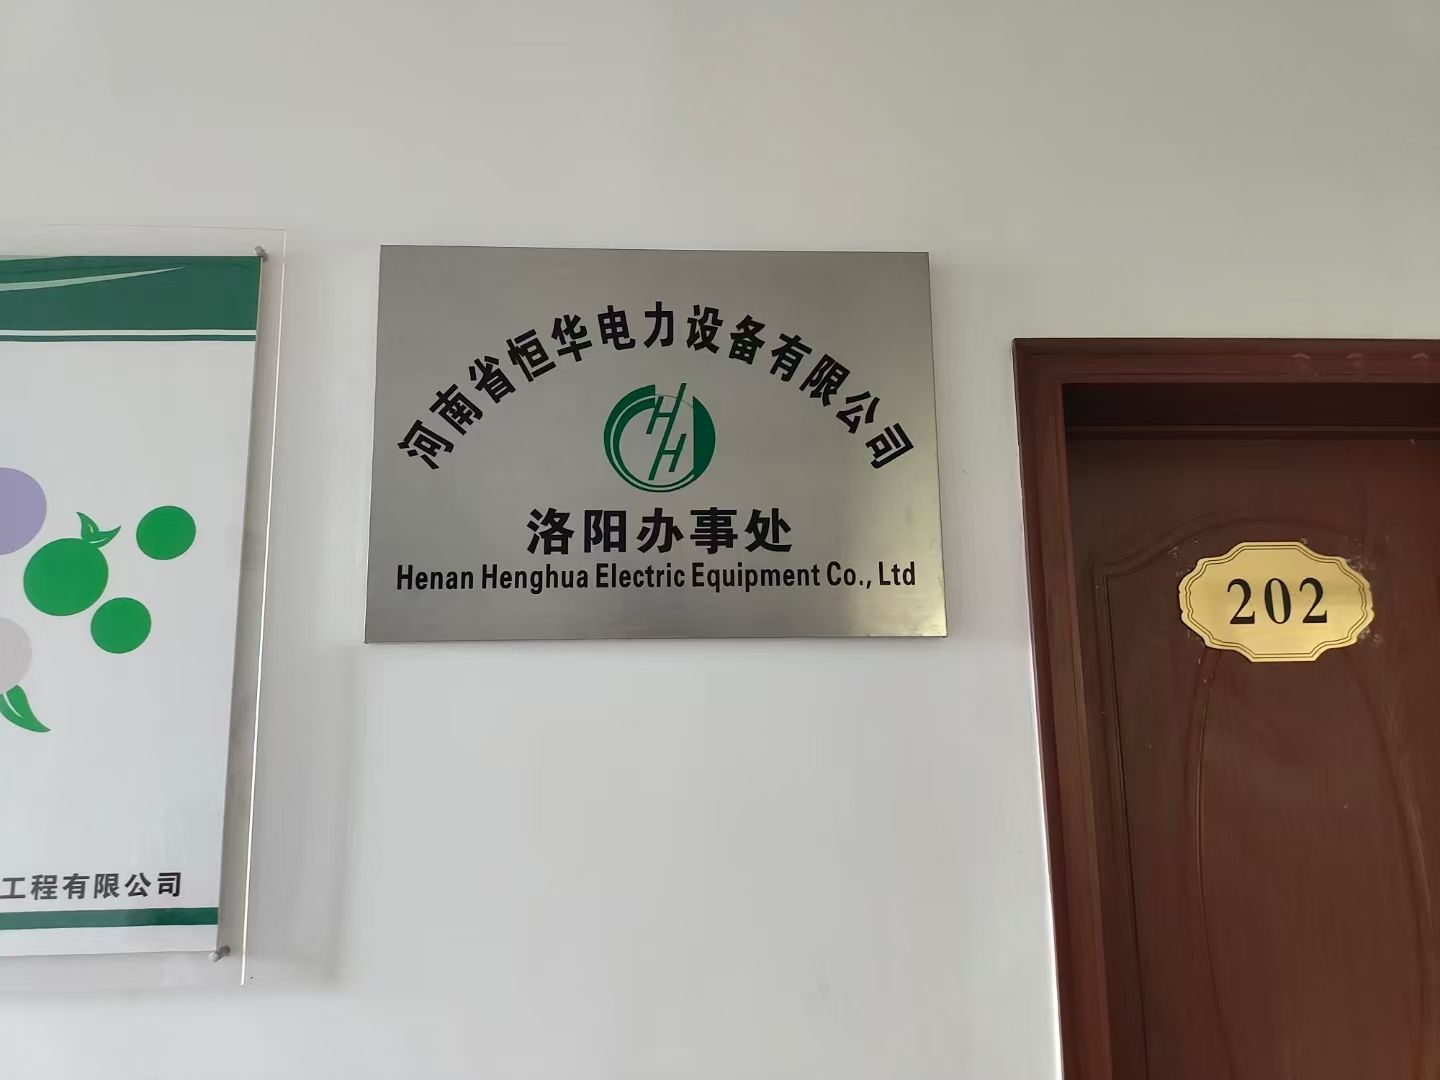 河南省恒华电力设备有限公司
HH
洛阳办事处
Henan Henghua Electric Equipment Co., Ltd
202
工程有限公司